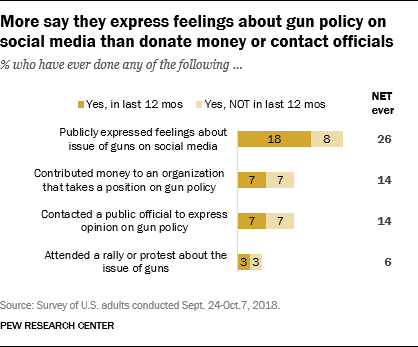 More say they express feelings about gun policy on
social media than donate money or contact officials
% who have ever done any of the following ...
Yes, in last 12 mos Yes, NOT in last 12 mos NET
ever
Publicly expressed feelings about
issue of guns on social media 18 8 26
Contributed money to an organization
that takes a position on gun policy 7 7 14
Contacted a public official to express
opinion on gun policy 7 7 14
Attended a rally or protest about the
issue of guns 3 3 6
Source: Survey of U.S. adults conducted Sept. 24-Oct.7, 2018.
PEW RESEARCH CENTER